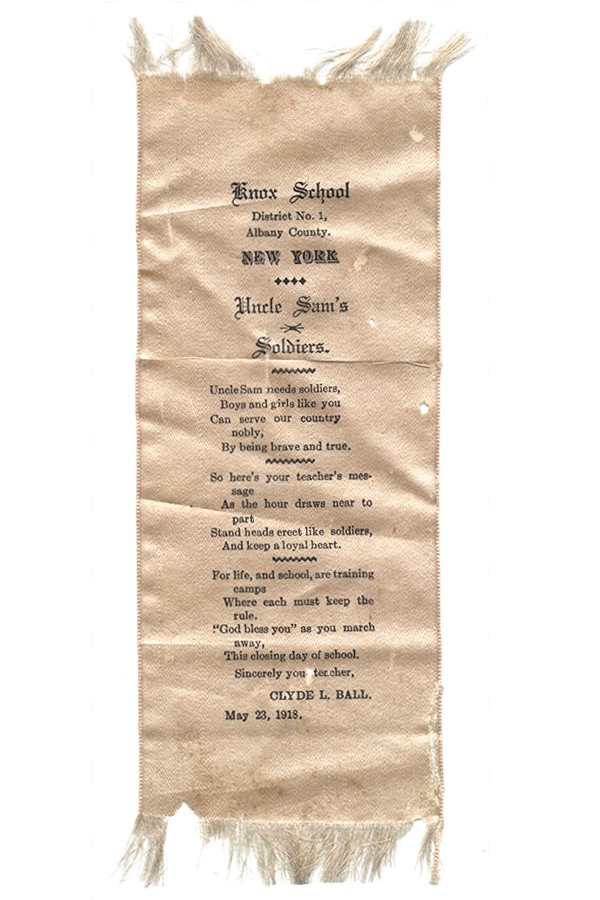 Knox School
District No. 1,
Albany County.
NEW YORK
Uncle Sam's
Soldiers.
Uncle Sam needs soldiers,
Boys and girls like you
Can serve our country
nobly,
By being brave and true.
So here's your teacher's mes-
sage
As the hour draws near to
part
Stand heads erect like soldiers,
And keep a loyal heart.
For life, and school, are training
camps
Where each must keep the
rule.
"God bless you" as you march
away,
This closing day of school.
Sincerely your teacher,
CLYDE L. BALL.
May 23, 1918.